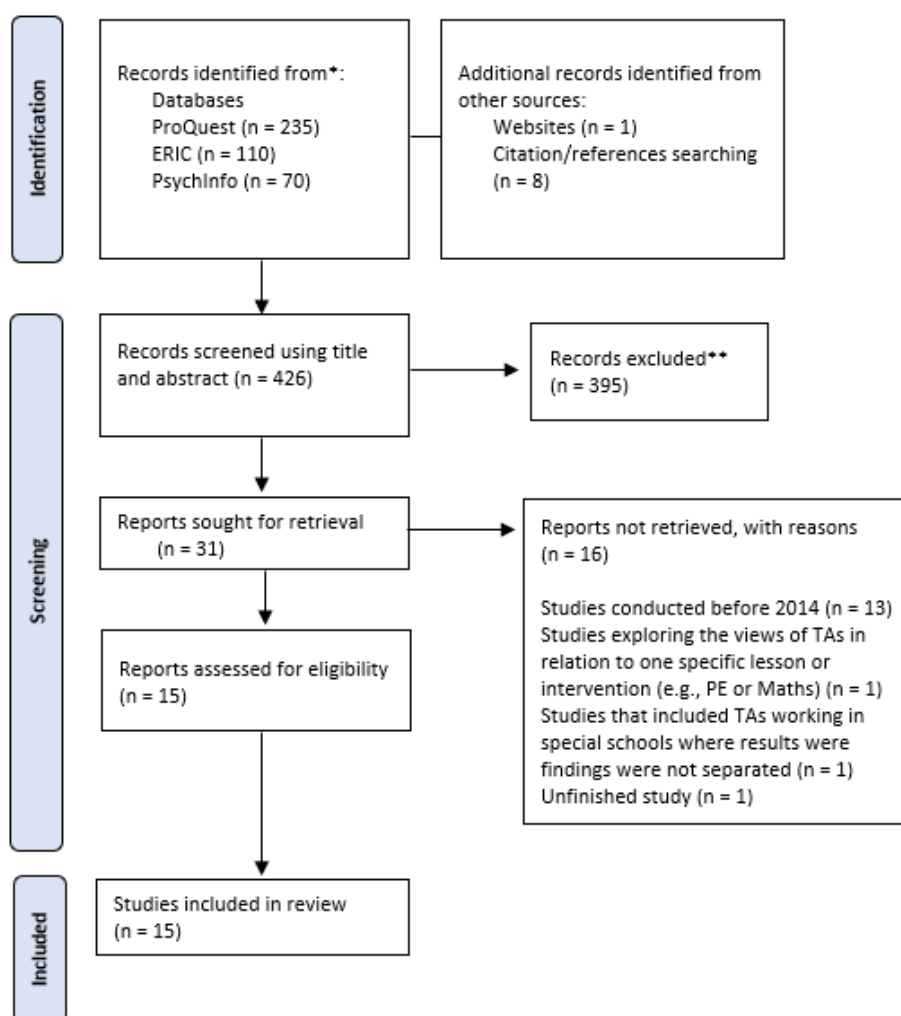 Identification
Records identified from*:
Databases
ProQuest (n = 235)
ERIC (n = 110)
PsychInfo (n = 70)
Additional records identified from
other sources:
Websites (n = 1)
Citation/references searching
(n = 8)
Screening
Records screened using title
and abstract (n = 426)
Records excluded**
(n = 395)
Reports sought for retrieval
(n = 31)
Reports not retrieved, with reasons
(n = 16)
Studies conducted before 2014 (n = 13)
Studies exploring the views of TAs in
relation to one specific lesson or
intervention (e.g., PE or Maths) (n = 1)
Studies that included TAs working in
special schools where results were
findings were not separated (n = 1)
Unfinished study (n = 1)
Reports assessed for eligibility
(n = 15)
Included
Studies included in review
(n = 15)